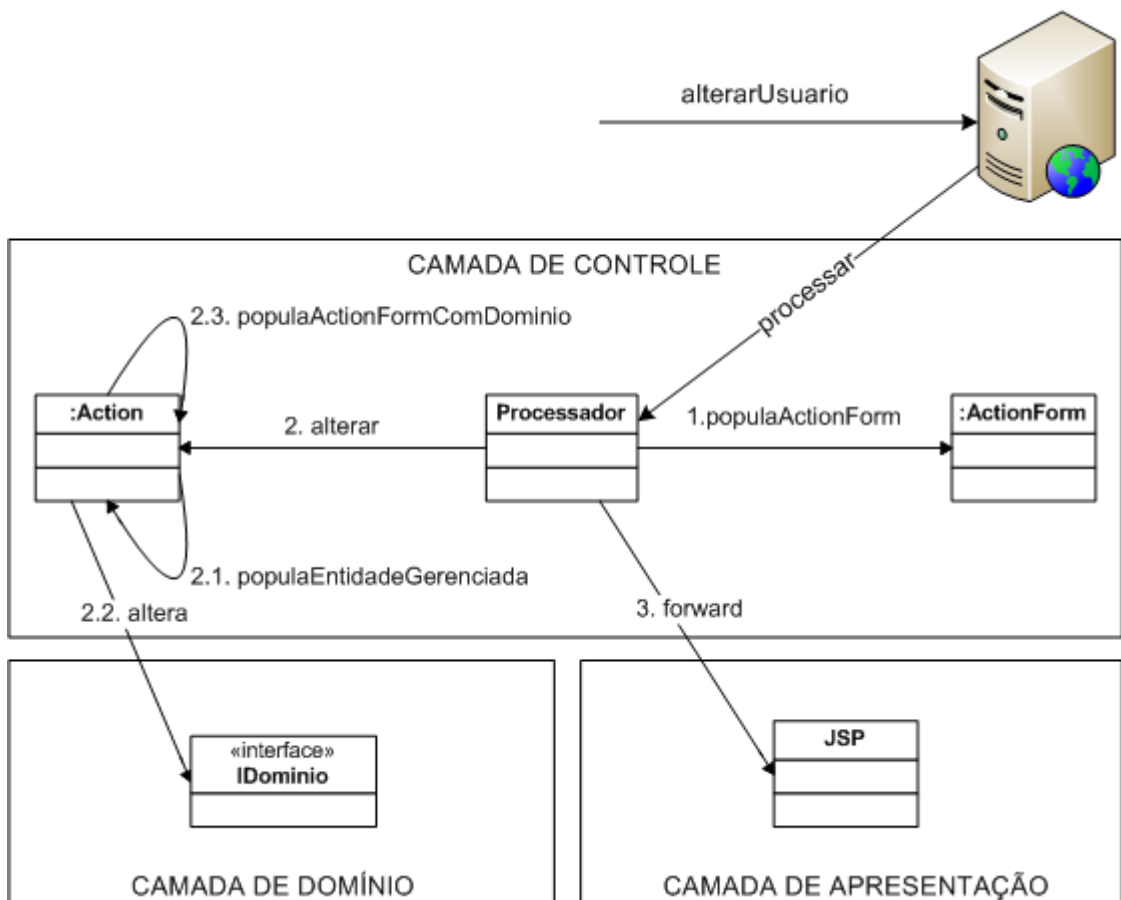 alterarUsuario
CAMADA DE CONTROLE
processar
2.3. populaActionFormComDominio
:Action
Processador
:ActionForm
2. alterar
1.populaActionForm
2.1. populaEntidadeGerenciada
2.2. altera
3. forward
«interface»
IDominio
JSP
CAMADA DE DOMÍNIO
CAMADA DE APRESENTAÇÃO